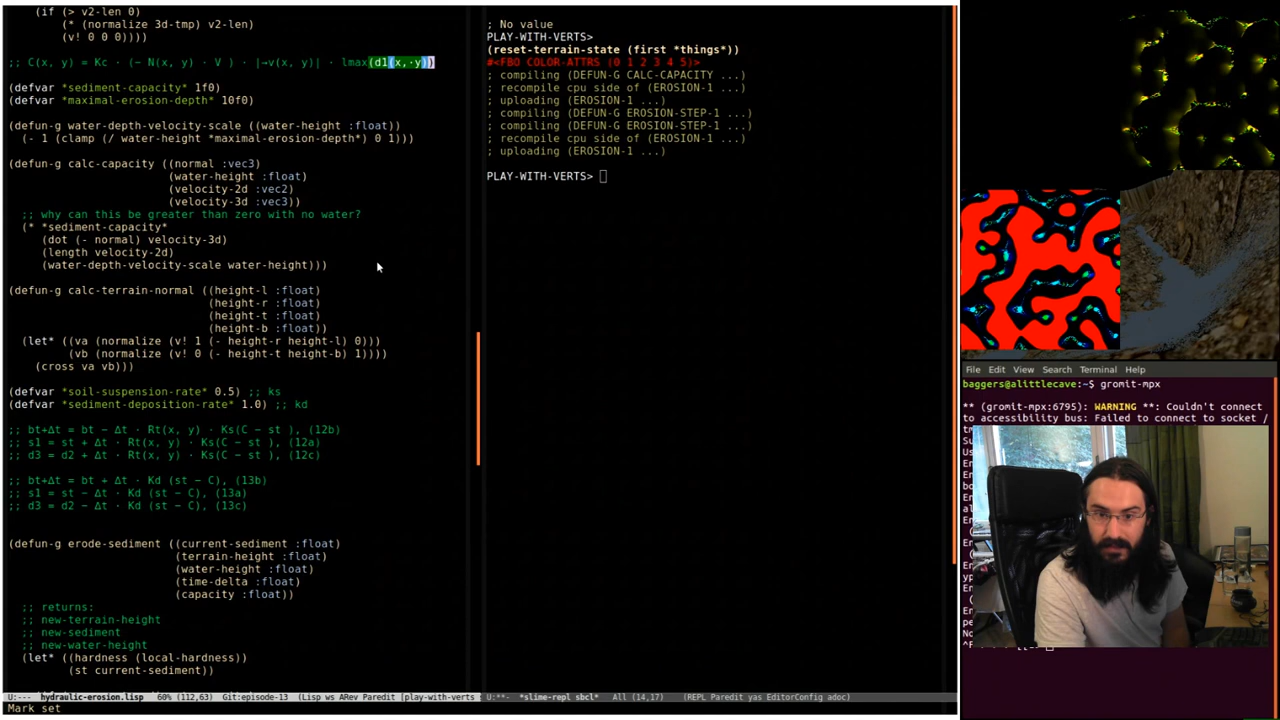 (if (> v2-len 0)
(* (normalize 3d-tmp) v2-len)
(v! 0 0 0))))
;; C(x, y) = Kc · (− N(x, y) · V ) · |→v(x, y)| · lmax(d1(x,·y))
(defvar *sediment-capacity* 1f0)
(defvar *maximal-erosion-depth* 10f0)
(defun-g water-depth-velocity-scale ((water-height :float))
(- 1 (clamp (/ water-height *maximal-erosion-depth*) 0 1)))
(defun-g calc-capacity ((normal :vec3)
(water-height :float)
(velocity-2d :vec2)
(velocity-3d :vec3))
;; why can this be greater than zero with no water?
(* *sediment-capacity*
(dot (- normal) velocity-3d)
(length velocity-2d)
(water-depth-velocity-scale water-height)))
(defun-g calc-terrain-normal ((height-l :float)
(height-r :float)
(height-t :float)
(height-b :float))
(let* ((va (normalize (v! 1 (- height-r height-l) 0)))
(vb (normalize (v! 0 (- height-t height-b) 1))))
(cross va vb)))
(defvar *soil-suspension-rate* 0.5) ;; ks
(defvar *sediment-deposition-rate* 1.0) ;; kd
;; bt+Δt = bt − Δt · Rt(x, y) · Ks(C − st ), (12b)
;; s1 = st + Δt · Rt(x, y) · Ks(C − st ), (12a)
;; d3 = d2 + Δt · Rt(x, y) · Ks(C − st ), (12c)
;; bt+Δt = bt + Δt · Kd (st − C), (13b)
;; s1 = st − Δt · Kd (st − C), (13a)
;; d3 = d2 − Δt · Kd (st − C), (13c)
(defun-g erode-sediment ((current-sediment :float)
(terrain-height :float)
(water-height :float)
(time-delta :float)
(capacity :float))
;; returns:
;; new-terrain-height
;; new-sediment
;; new-water-height
(let* ((hardness (local-hardness))
(st current-sediment))
U:--- hydraulic-erosion.lisp 60% (112,63) Git:episode-13 (Lisp ws ARev Paredit [play-with-verts
Mark set
; No value
PLAY-WITH-VERTS>
(reset-terrain-state (first *things*))
#<FBO COLOR-ATTRS (0 1 2 3 4 5)>
; compiling (DEFUN-G CALC-CAPACITY ...)
; recompile cpu side of (EROSION-1 ...)
; uploading (EROSION-1 ...)
; compiling (DEFUN-G EROSION-STEP-1 ...)
; compiling (DEFUN-G EROSION-STEP-1 ...)
; recompile cpu side of (EROSION-1 ...)
; uploading (EROSION-1 ...)
PLAY-WITH-VERTS>
U:**- *slime-repl sbcl* All (14,17) (REPL Paredit yas EditorConfig adoc)
File Edit View Search Terminal Help
baggers@alittlecave:~$ gromit-mpx
** (gromit-mpx:6795): WARNING **: Couldn't connect
to accessibility bus: Failed to connect to socket /